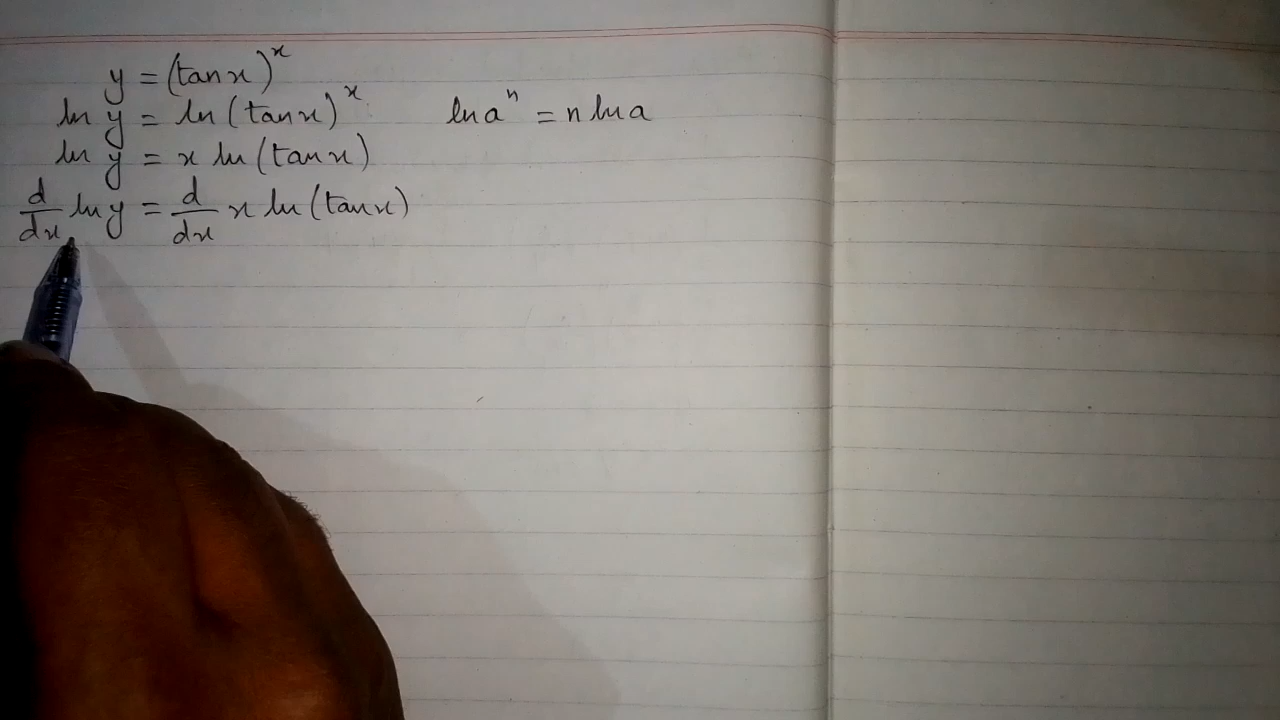 y = (tan x)^x
ln y = ln (tan x)^x    ln a^n = n ln a
ln y = x ln (tan x)
d/dx ln y = d/dx x ln (tan x)